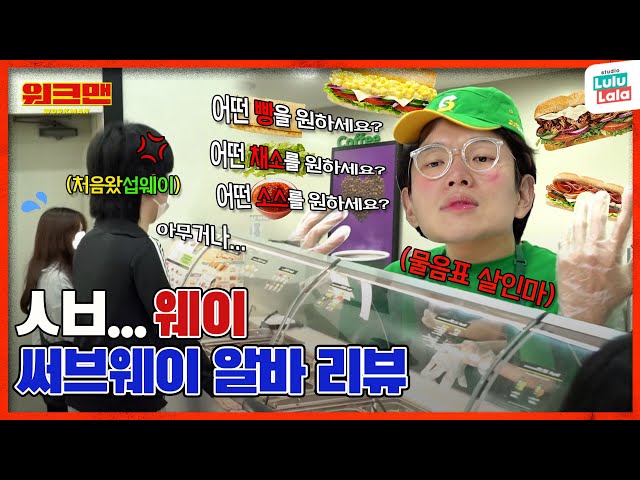 워크맨
WORKMAN
studio
LuLu
LaLa
어떤 빵을 원하세요?
어떤 채소를 원하세요?
어떤 소스를 원하세요?
Coffee
(처음왔섭웨이)
아무거나...
(물음표 살인마)
ㅅㅂ... 웨이
써브웨이 알바 리뷰